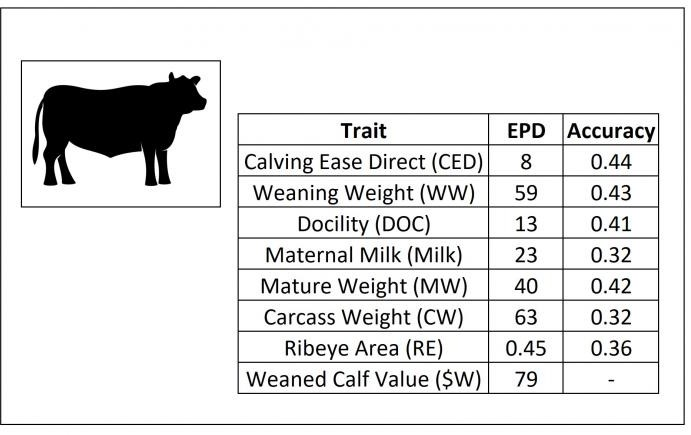 Trait EPD Accuracy
Calving Ease Direct (CED) 8 0.44
Weaning Weight (WW) 59 0.43
Docility (DOC) 13 0.41
Maternal Milk (Milk) 23 0.32
Mature Weight (MW) 40 0.42
Carcass Weight (CW) 63 0.32
Ribeye Area (RE) 0.45 0.36
Weaned Calf Value ($W) 79 -